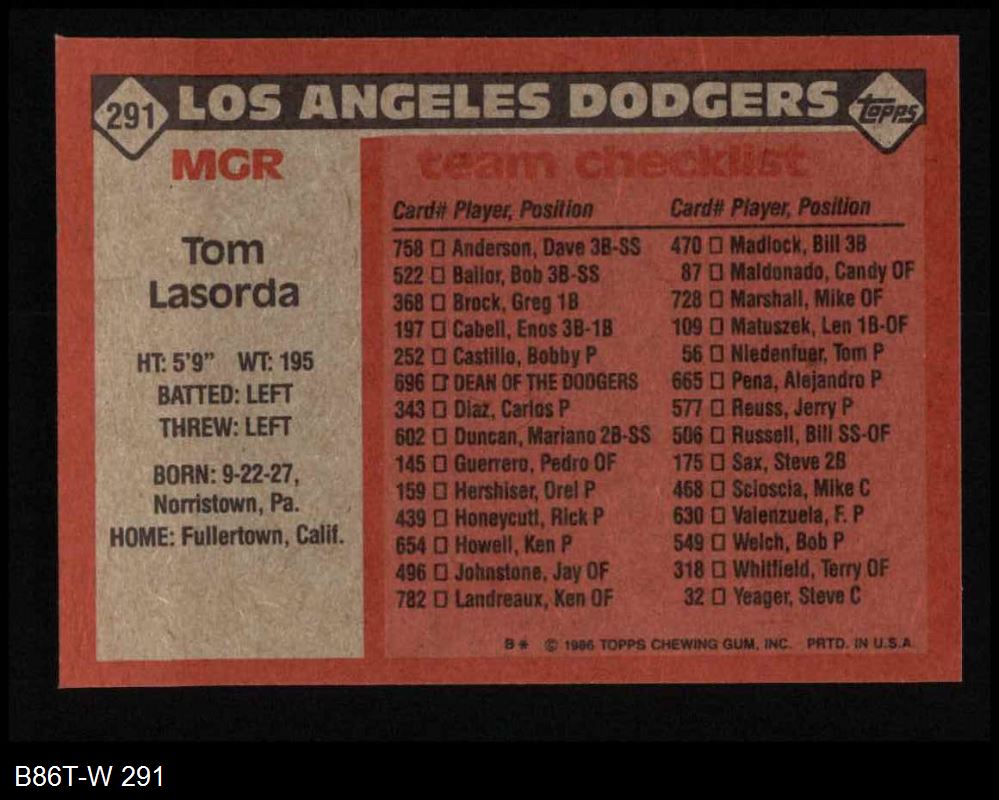 291 LOS ANGELES DODGERS topps
MGR
Tom
Lasorda
HT: 5'9" WT: 195
BATTED: LEFT
THREW: LEFT
BORN: 9-22-27,
Norristown, Pa.
HOME: Fullertown, Calif.
team checklist
Card# Player, Position
758 Anderson, Dave 3B-SS
522 Bailor, Bob 3B-SS
368 Brock, Greg 1B
197 Cabell, Enos 3B-1B
252 Castillo, Bobby P
696 DEAN OF THE DODGERS
343 Diaz, Carlos P
602 Duncan, Mariano 2B-SS
145 Guerrero, Pedro OF
159 Hershiser, Orel P
439 Honeycutt, Rick P
654 Howell, Ken P
496 Johnstone, Jay OF
782 Landreaux, Ken OF
Card# Player, Position
470 Madlock, Bill 3B
87 Maldonado, Candy OF
728 Marshall, Mike OF
109 Matuszek, Len 1B-OF
56 Niedenfuer, Tom P
665 Pena, Alejandro P
577 Reuss, Jerry P
506 Russell, Bill SS-OF
175 Sax, Steve 2B
468 Scioscia, Mike C
630 Valenzuela, F. P
549 Welch, Bob P
318 Whitfield, Terry OF
32 Yeager, Steve C
B* © 1986 TOPPS CHEWING GUM, INC. PRTD. IN U.S.A.
B86T-W 291